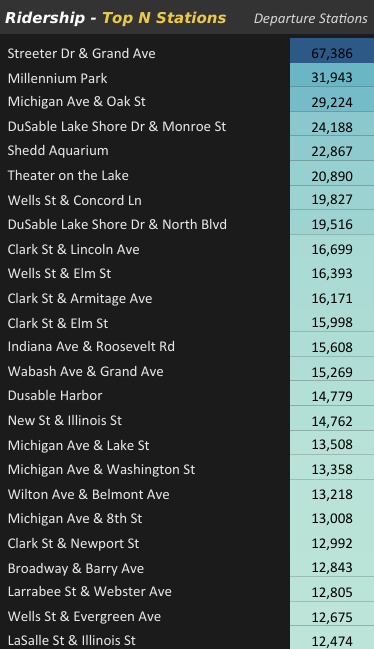 Ridership - Top N Stations Departure Stations
Streeter Dr & Grand Ave 67,386
Millennium Park 31,943
Michigan Ave & Oak St 29,224
DuSable Lake Shore Dr & Monroe St 24,188
Shedd Aquarium 22,867
Theater on the Lake 20,890
Wells St & Concord Ln 19,827
DuSable Lake Shore Dr & North Blvd 19,516
Clark St & Lincoln Ave 16,699
Wells St & Elm St 16,393
Clark St & Armitage Ave 16,171
Clark St & Elm St 15,998
Indiana Ave & Roosevelt Rd 15,608
Wabash Ave & Grand Ave 15,269
Dusable Harbor 14,779
New St & Illinois St 14,762
Michigan Ave & Lake St 13,508
Michigan Ave & Washington St 13,358
Wilton Ave & Belmont Ave 13,218
Michigan Ave & 8th St 13,008
Clark St & Newport St 12,992
Broadway & Barry Ave 12,843
Larrabee St & Webster Ave 12,805
Wells St & Evergreen Ave 12,675
LaSalle St & Illinois St 12,474